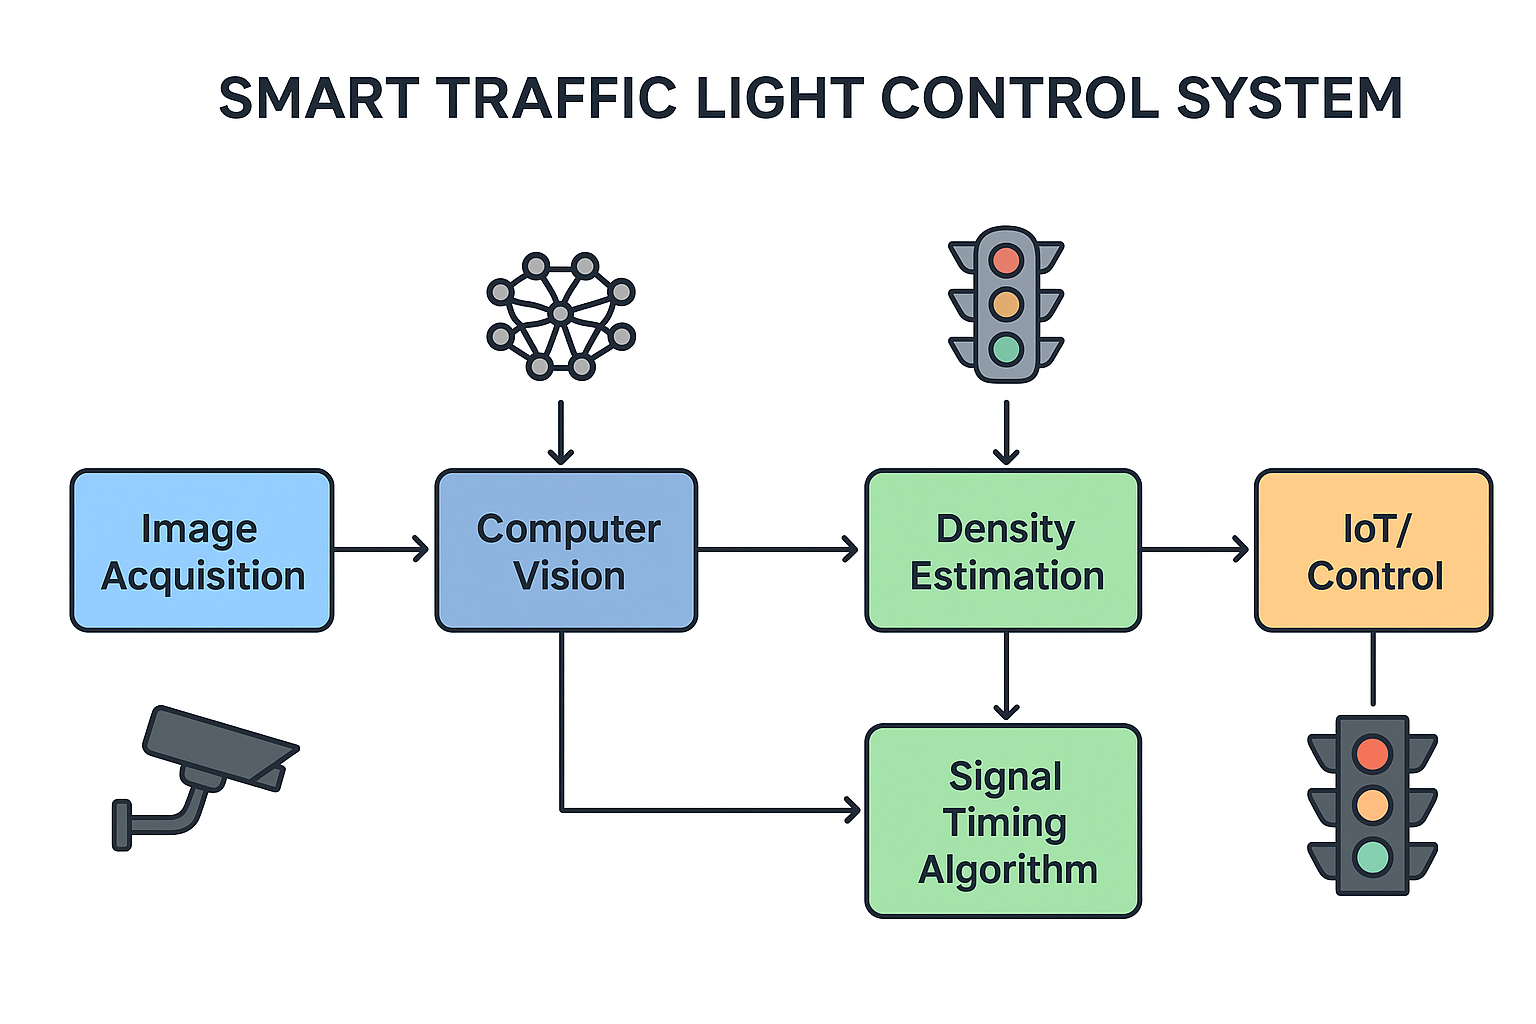 SMART TRAFFIC LIGHT CONTROL SYSTEM
Image
Acquisition
Computer
Vision
Density
Estimation
IoT/
Control
Signal
Timing
Algorithm